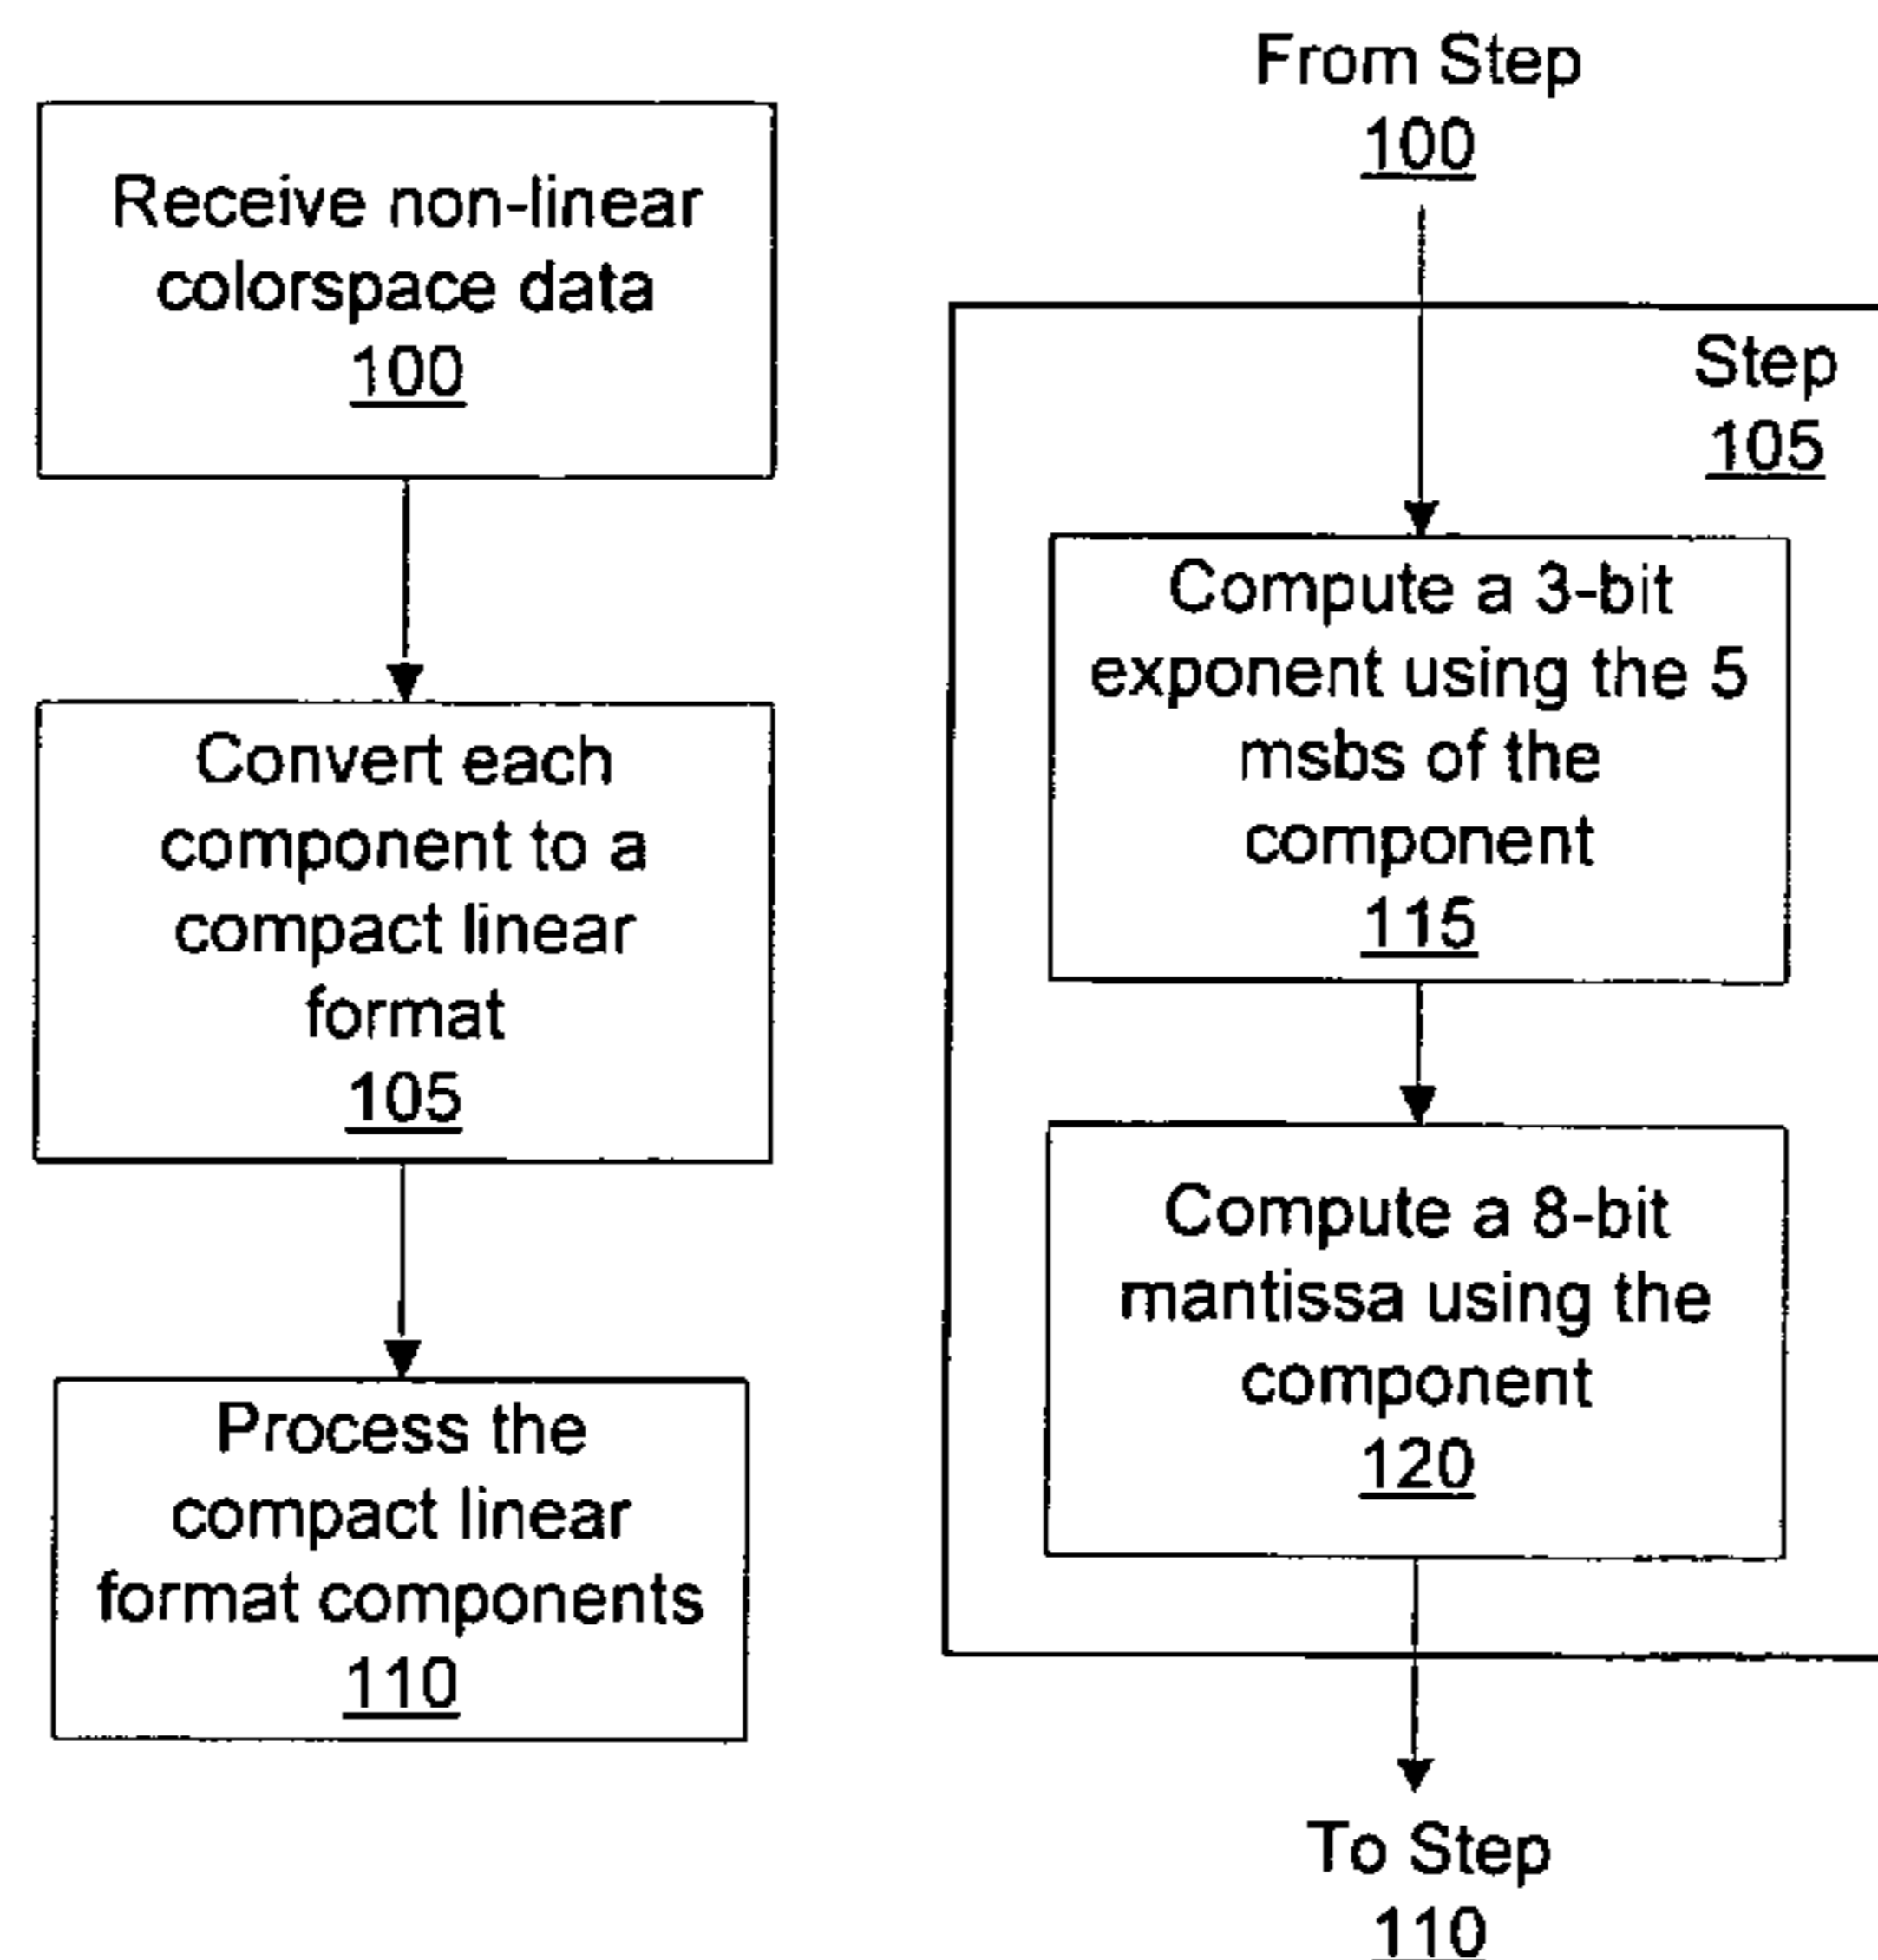 Receive non-linear
colorspace data
100
Convert each
component to a
compact linear
format
105
Process the
compact linear
format components
110
From Step
100
Step
105
Compute a 3-bit
exponent using the 5
msbs of the
component
115
Compute a 8-bit
mantissa using the
component
120
To Step
110